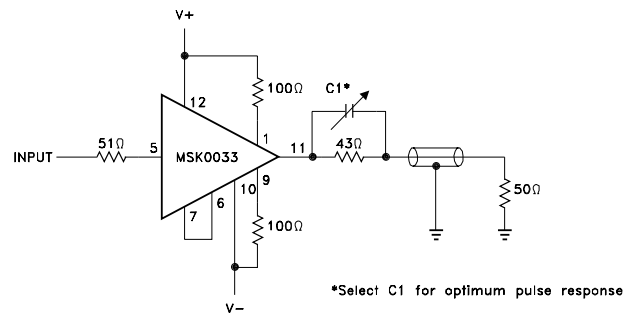 V+
12
100Ω
C1*
1
51Ω
5
MSK0033
11
43Ω
INPUT
9
10
6
7
50Ω
100Ω
V-
*Select C1 for optimum pulse response